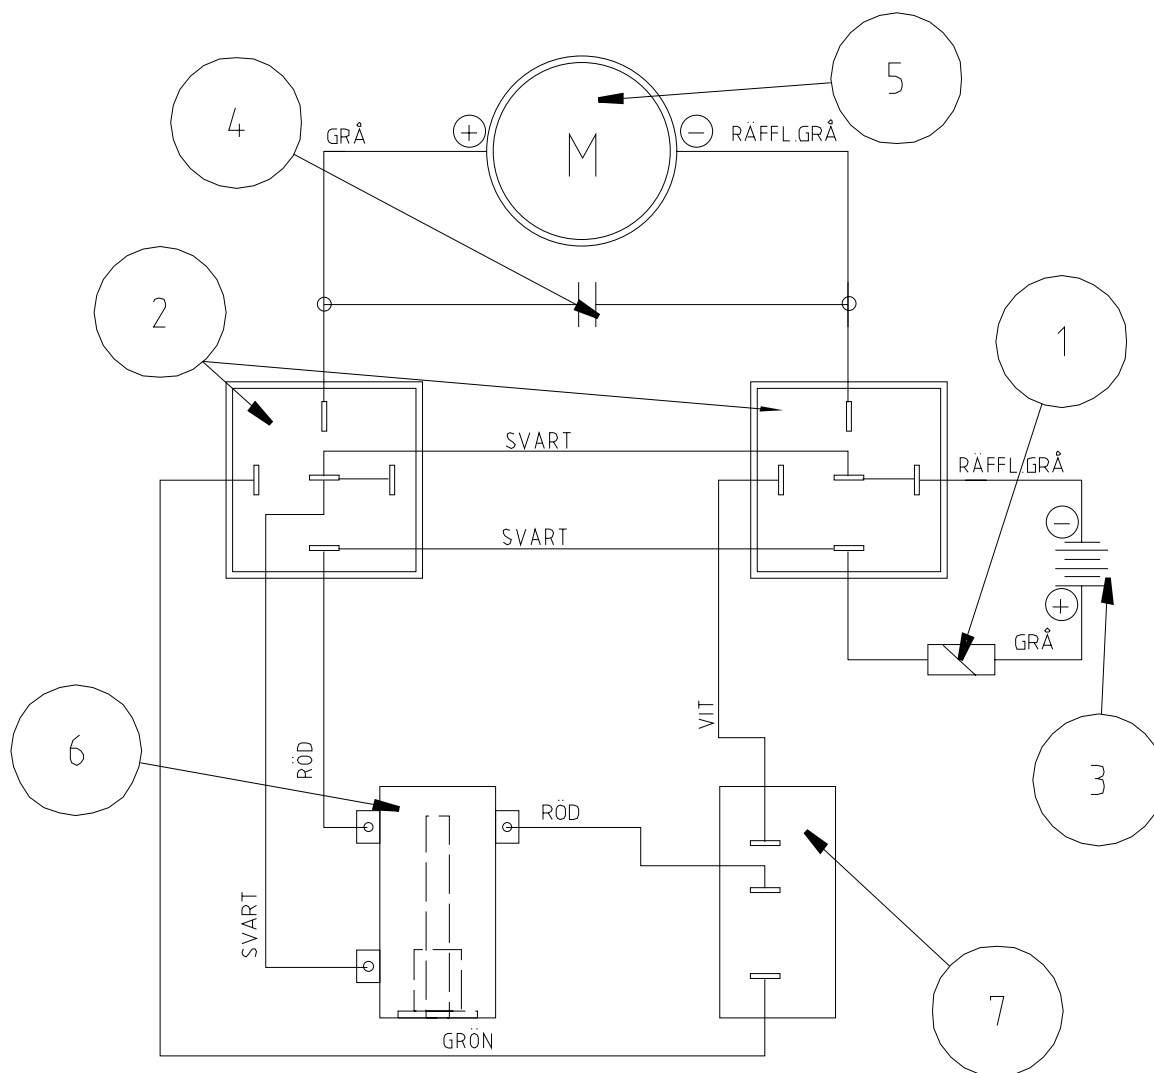 5
4
GRÅ
+
−
RÄFFL.GRÅ
M
2
1
SVART
RÄFFL.GRÅ
−
SVART
+
GRÅ
VIT
6
RÖD
3
RÖD
SVART
7
GRÖN